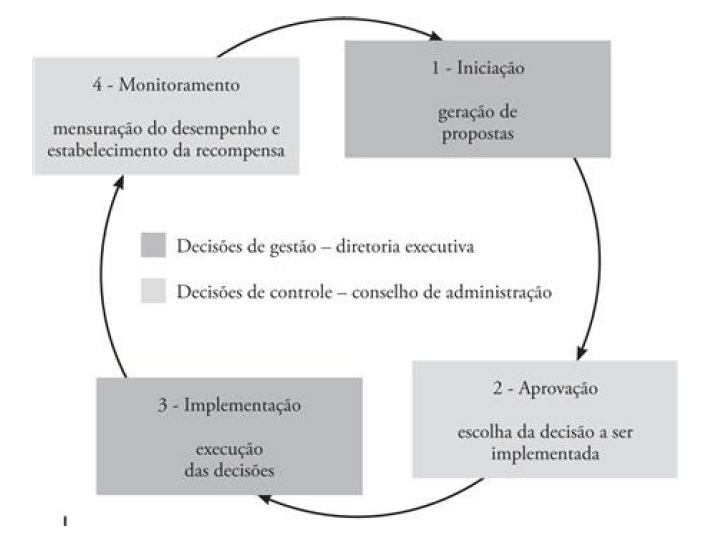 1 - Iniciação
geração de
propostas
4 - Monitoramento
mensuração do desempenho e
estabelecimento da recompensa
Decisões de gestão – diretoria executiva
Decisões de controle – conselho de administração
2 - Aprovação
escolha da decisão a ser
implementada
3 - Implementação
execução
das decisões